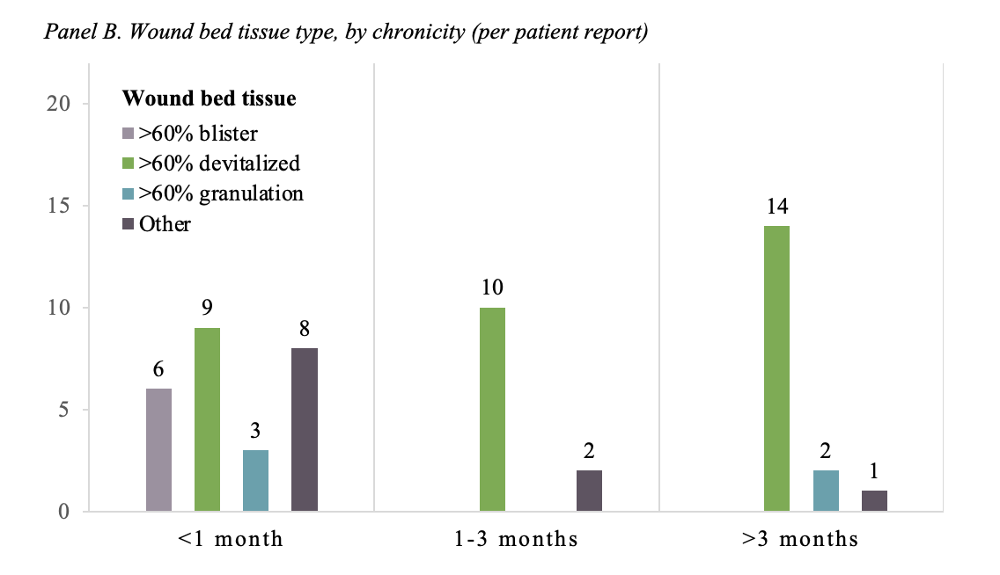 Panel B. Wound bed tissue type, by chronicity (per patient report)
Wound bed tissue
>60% blister
>60% devitalized
>60% granulation
Other
20
15
10
5
0
6
9
3
8
10
2
14
2
1
<1 month
1-3 months
>3 months